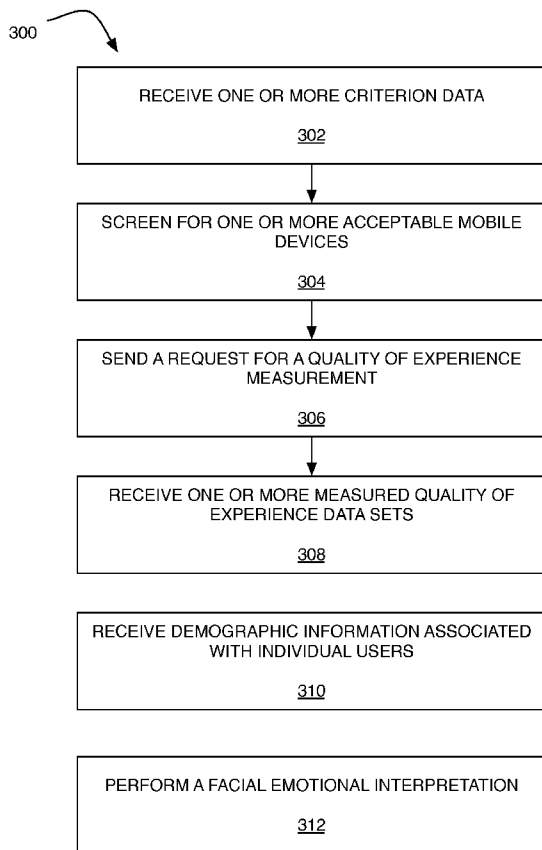 300
RECEIVE ONE OR MORE CRITERION DATA
302
SCREEN FOR ONE OR MORE ACCEPTABLE MOBILE
DEVICES
304
SEND A REQUEST FOR A QUALITY OF EXPERIENCE
MEASUREMENT
306
RECEIVE ONE OR MORE MEASURED QUALITY OF
EXPERIENCE DATA SETS
308
RECEIVE DEMOGRAPHIC INFORMATION ASSOCIATED
WITH INDIVIDUAL USERS
310
PERFORM A FACIAL EMOTIONAL INTERPRETATION
312